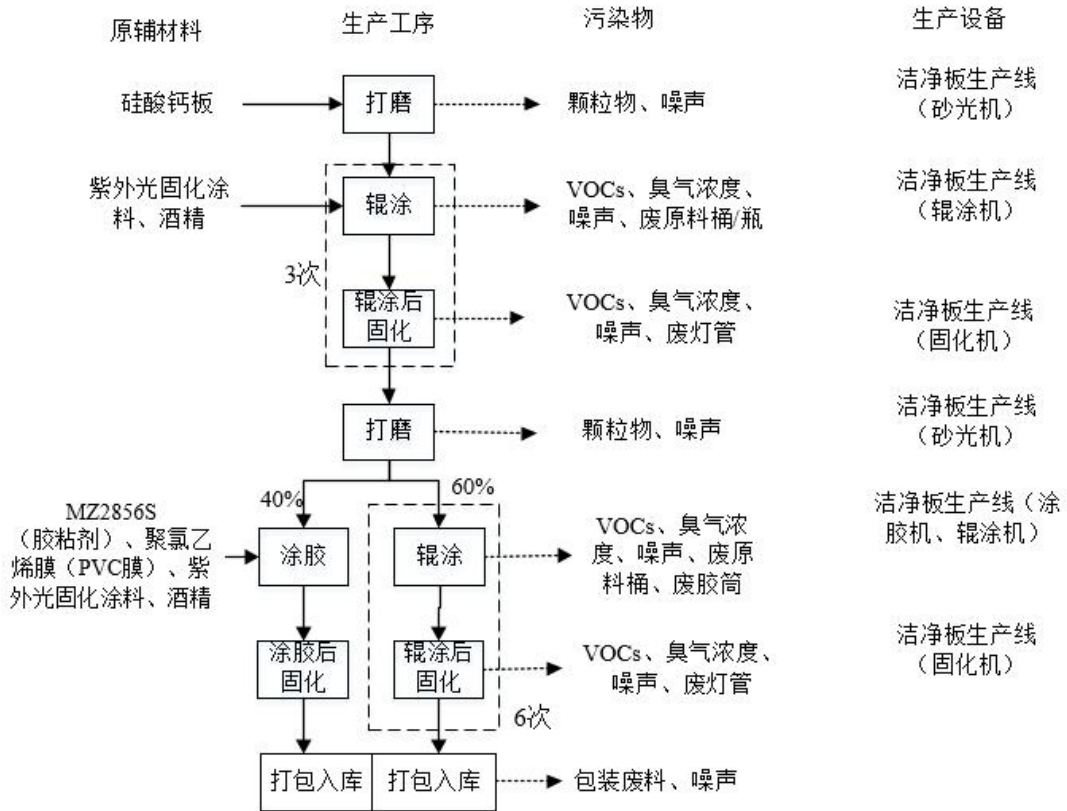 原辅材料
生产工序
污染物
生产设备
硅酸钙板
打磨
颗粒物、噪声
洁净板生产线
（砂光机）
紫外光固化涂
料、酒精
辊涂
VOCs、臭气浓度、
噪声、废原料桶/瓶
洁净板生产线
（辊涂机）
3次
辊涂后
固化
VOCs、臭气浓度、
噪声、废灯管
洁净板生产线
（固化机）
打磨
颗粒物、噪声
洁净板生产线
（砂光机）
40%
60%
MZ2856S
（胶粘剂）、聚氯乙
烯膜（PVC膜）、紫
外光固化涂料、酒精
涂胶
辊涂
VOCs、臭气浓
度、噪声、废原
料桶、废胶筒
洁净板生产线（涂
胶机、辊涂机）
涂胶后
固化
辊涂后
固化
VOCs、臭气浓度、
噪声、废灯管
洁净板生产线
（固化机）
6次
打包入库
打包入库
包装废料、噪声